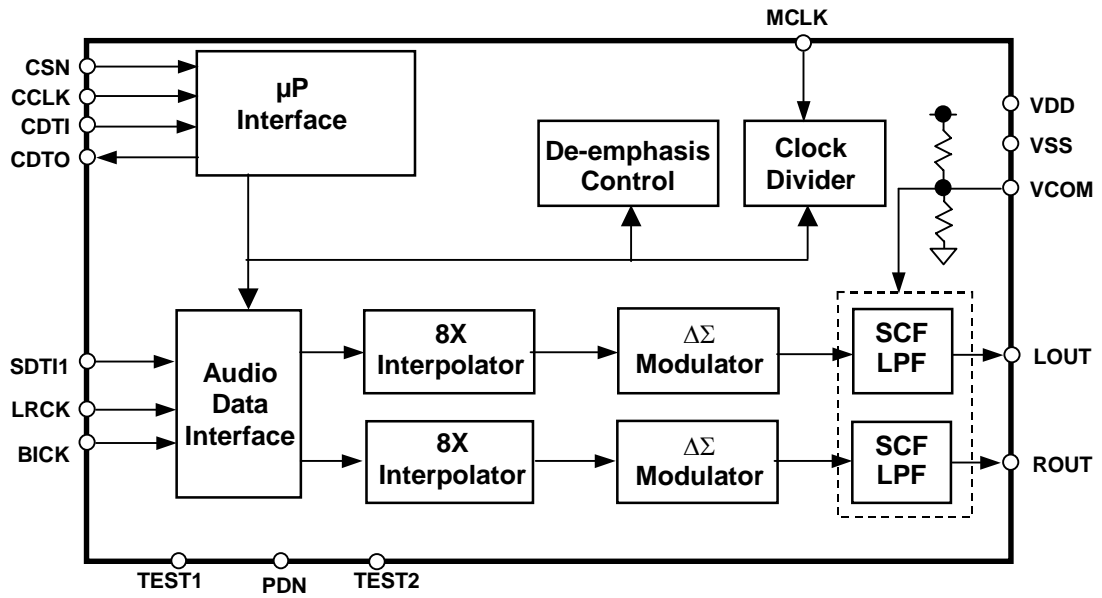 MCLK
CSN
CCLK
CDTI
CDTO
µP
Interface
De-emphasis
Control
Clock
Divider
VDD
VSS
VCOM
SDTI1
LRCK
BICK
Audio
Data
Interface
8X
Interpolator
ΔΣ
Modulator
SCF
LPF
LOUT
8X
Interpolator
ΔΣ
Modulator
SCF
LPF
ROUT
TEST1
PDN
TEST2